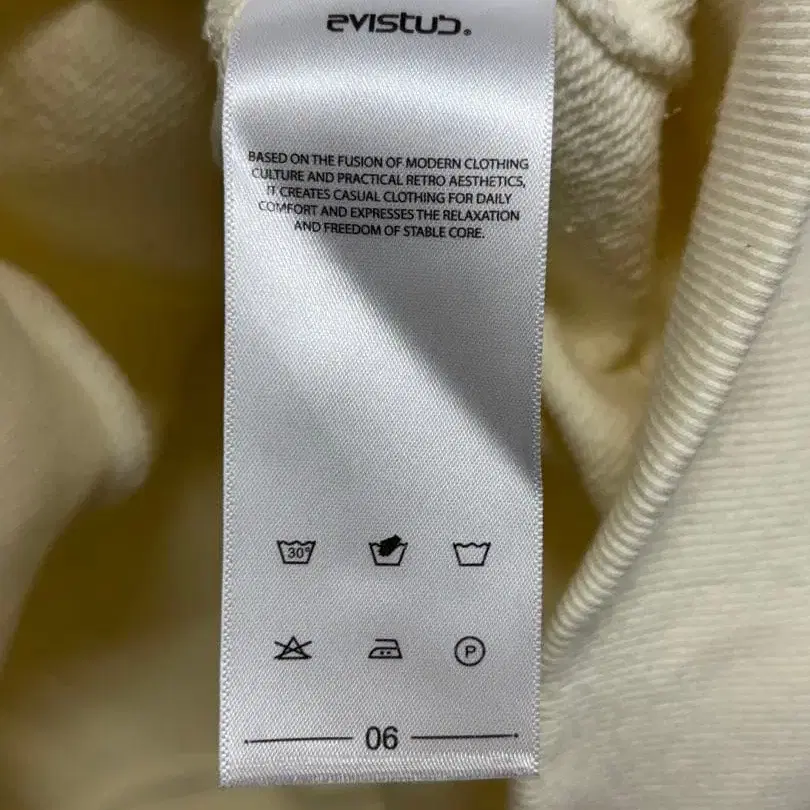 BASED ON THE FUSION OF MODERN CLOTHING
CULTURE AND PRACTICAL RETRO AESTHETICS,
IT CREATES CASUAL CLOTHING FOR DAILY
COMFORT AND EXPRESSES THE RELAXATION
AND FREEDOM OF STABLE CORE.
30°
P
06